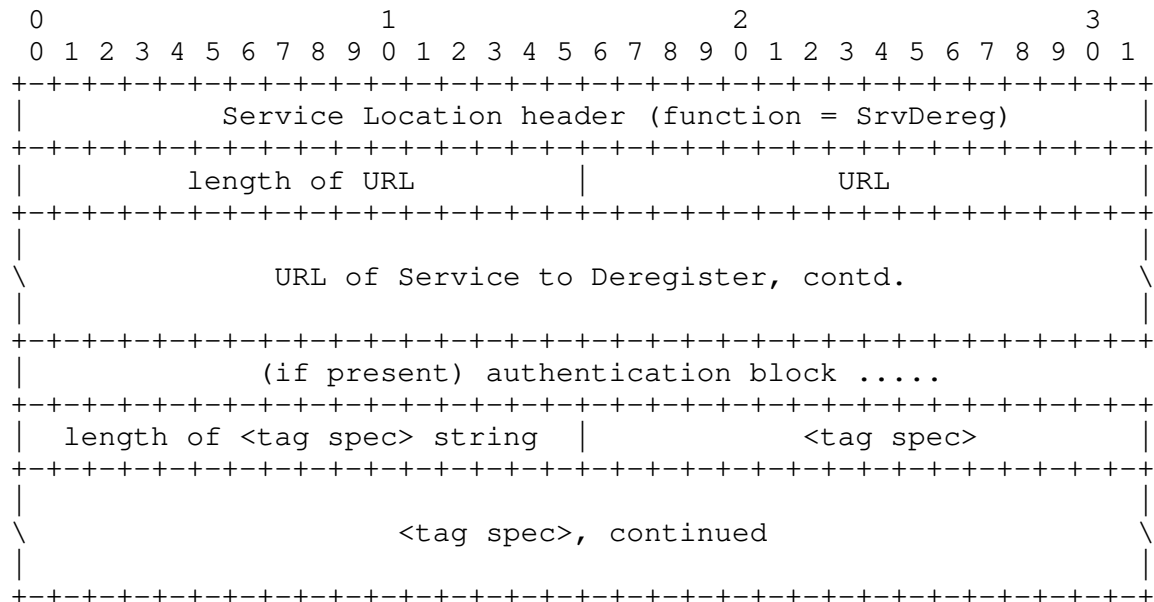 0                   1                   2                   3
 0 1 2 3 4 5 6 7 8 9 0 1 2 3 4 5 6 7 8 9 0 1 2 3 4 5 6 7 8 9 0 1
+-+-+-+-+-+-+-+-+-+-+-+-+-+-+-+-+-+-+-+-+-+-+-+-+-+-+-+-+-+-+-+-+
|           Service Location header (function = SrvDereg)       |
+-+-+-+-+-+-+-+-+-+-+-+-+-+-+-+-+-+-+-+-+-+-+-+-+-+-+-+-+-+-+-+-+
|         length of URL         |              URL              |
+-+-+-+-+-+-+-+-+-+-+-+-+-+-+-+-+-+-+-+-+-+-+-+-+-+-+-+-+-+-+-+-+
|                                                               |
\              URL of Service to Deregister, contd.             \
|                                                               |
+-+-+-+-+-+-+-+-+-+-+-+-+-+-+-+-+-+-+-+-+-+-+-+-+-+-+-+-+-+-+-+-+
|             (if present) authentication block .....
+-+-+-+-+-+-+-+-+-+-+-+-+-+-+-+-+-+-+-+-+-+-+-+-+-+-+-+-+-+-+-+-+
|  length of <tag spec> string  |            <tag spec>         |
+-+-+-+-+-+-+-+-+-+-+-+-+-+-+-+-+-+-+-+-+-+-+-+-+-+-+-+-+-+-+-+-+
|                                                               |
\                     <tag spec>, continued                     \
|                                                               |
+-+-+-+-+-+-+-+-+-+-+-+-+-+-+-+-+-+-+-+-+-+-+-+-+-+-+-+-+-+-+-+-+